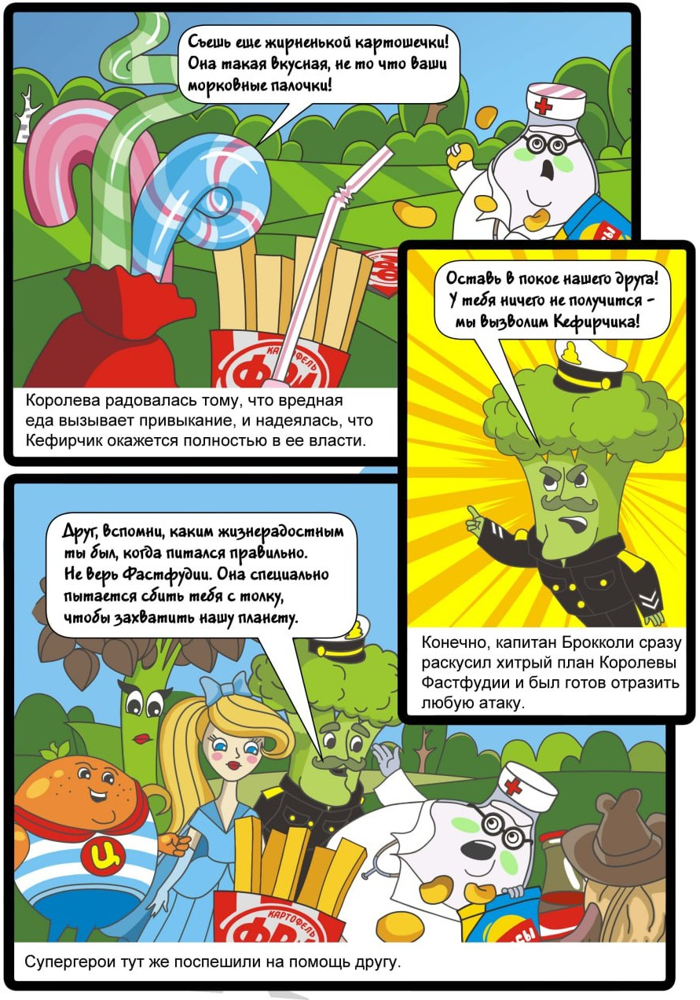 Съешь еще жирненькой картошечки!
Она такая вкусная, не то что ваши
морковные палочки!
КАРТОФЕЛЬ
ФРИ
Королева радовалась тому, что вредная
еда вызывает привыкание, и надеялась, что
Кефирчик окажется полностью в ее власти.
Оставь в покое нашего друга!
У тебя ничего не получится -
мы вызволим Кефирчика!
Конечно, капитан Брокколи сразу
раскусил хитрый план Королевы
Фастфудии и был готов отразить
любую атаку.
Друг, вспомни, каким жизнерадостным
ты был, когда питался правильно.
Не верь Фастфудии. Она специально
пытается сбить тебя с толку,
чтобы захватить нашу планету.
Ц
КАРТОФЕЛЬ
ФРИ
Супергерои тут же поспешили на помощь другу.